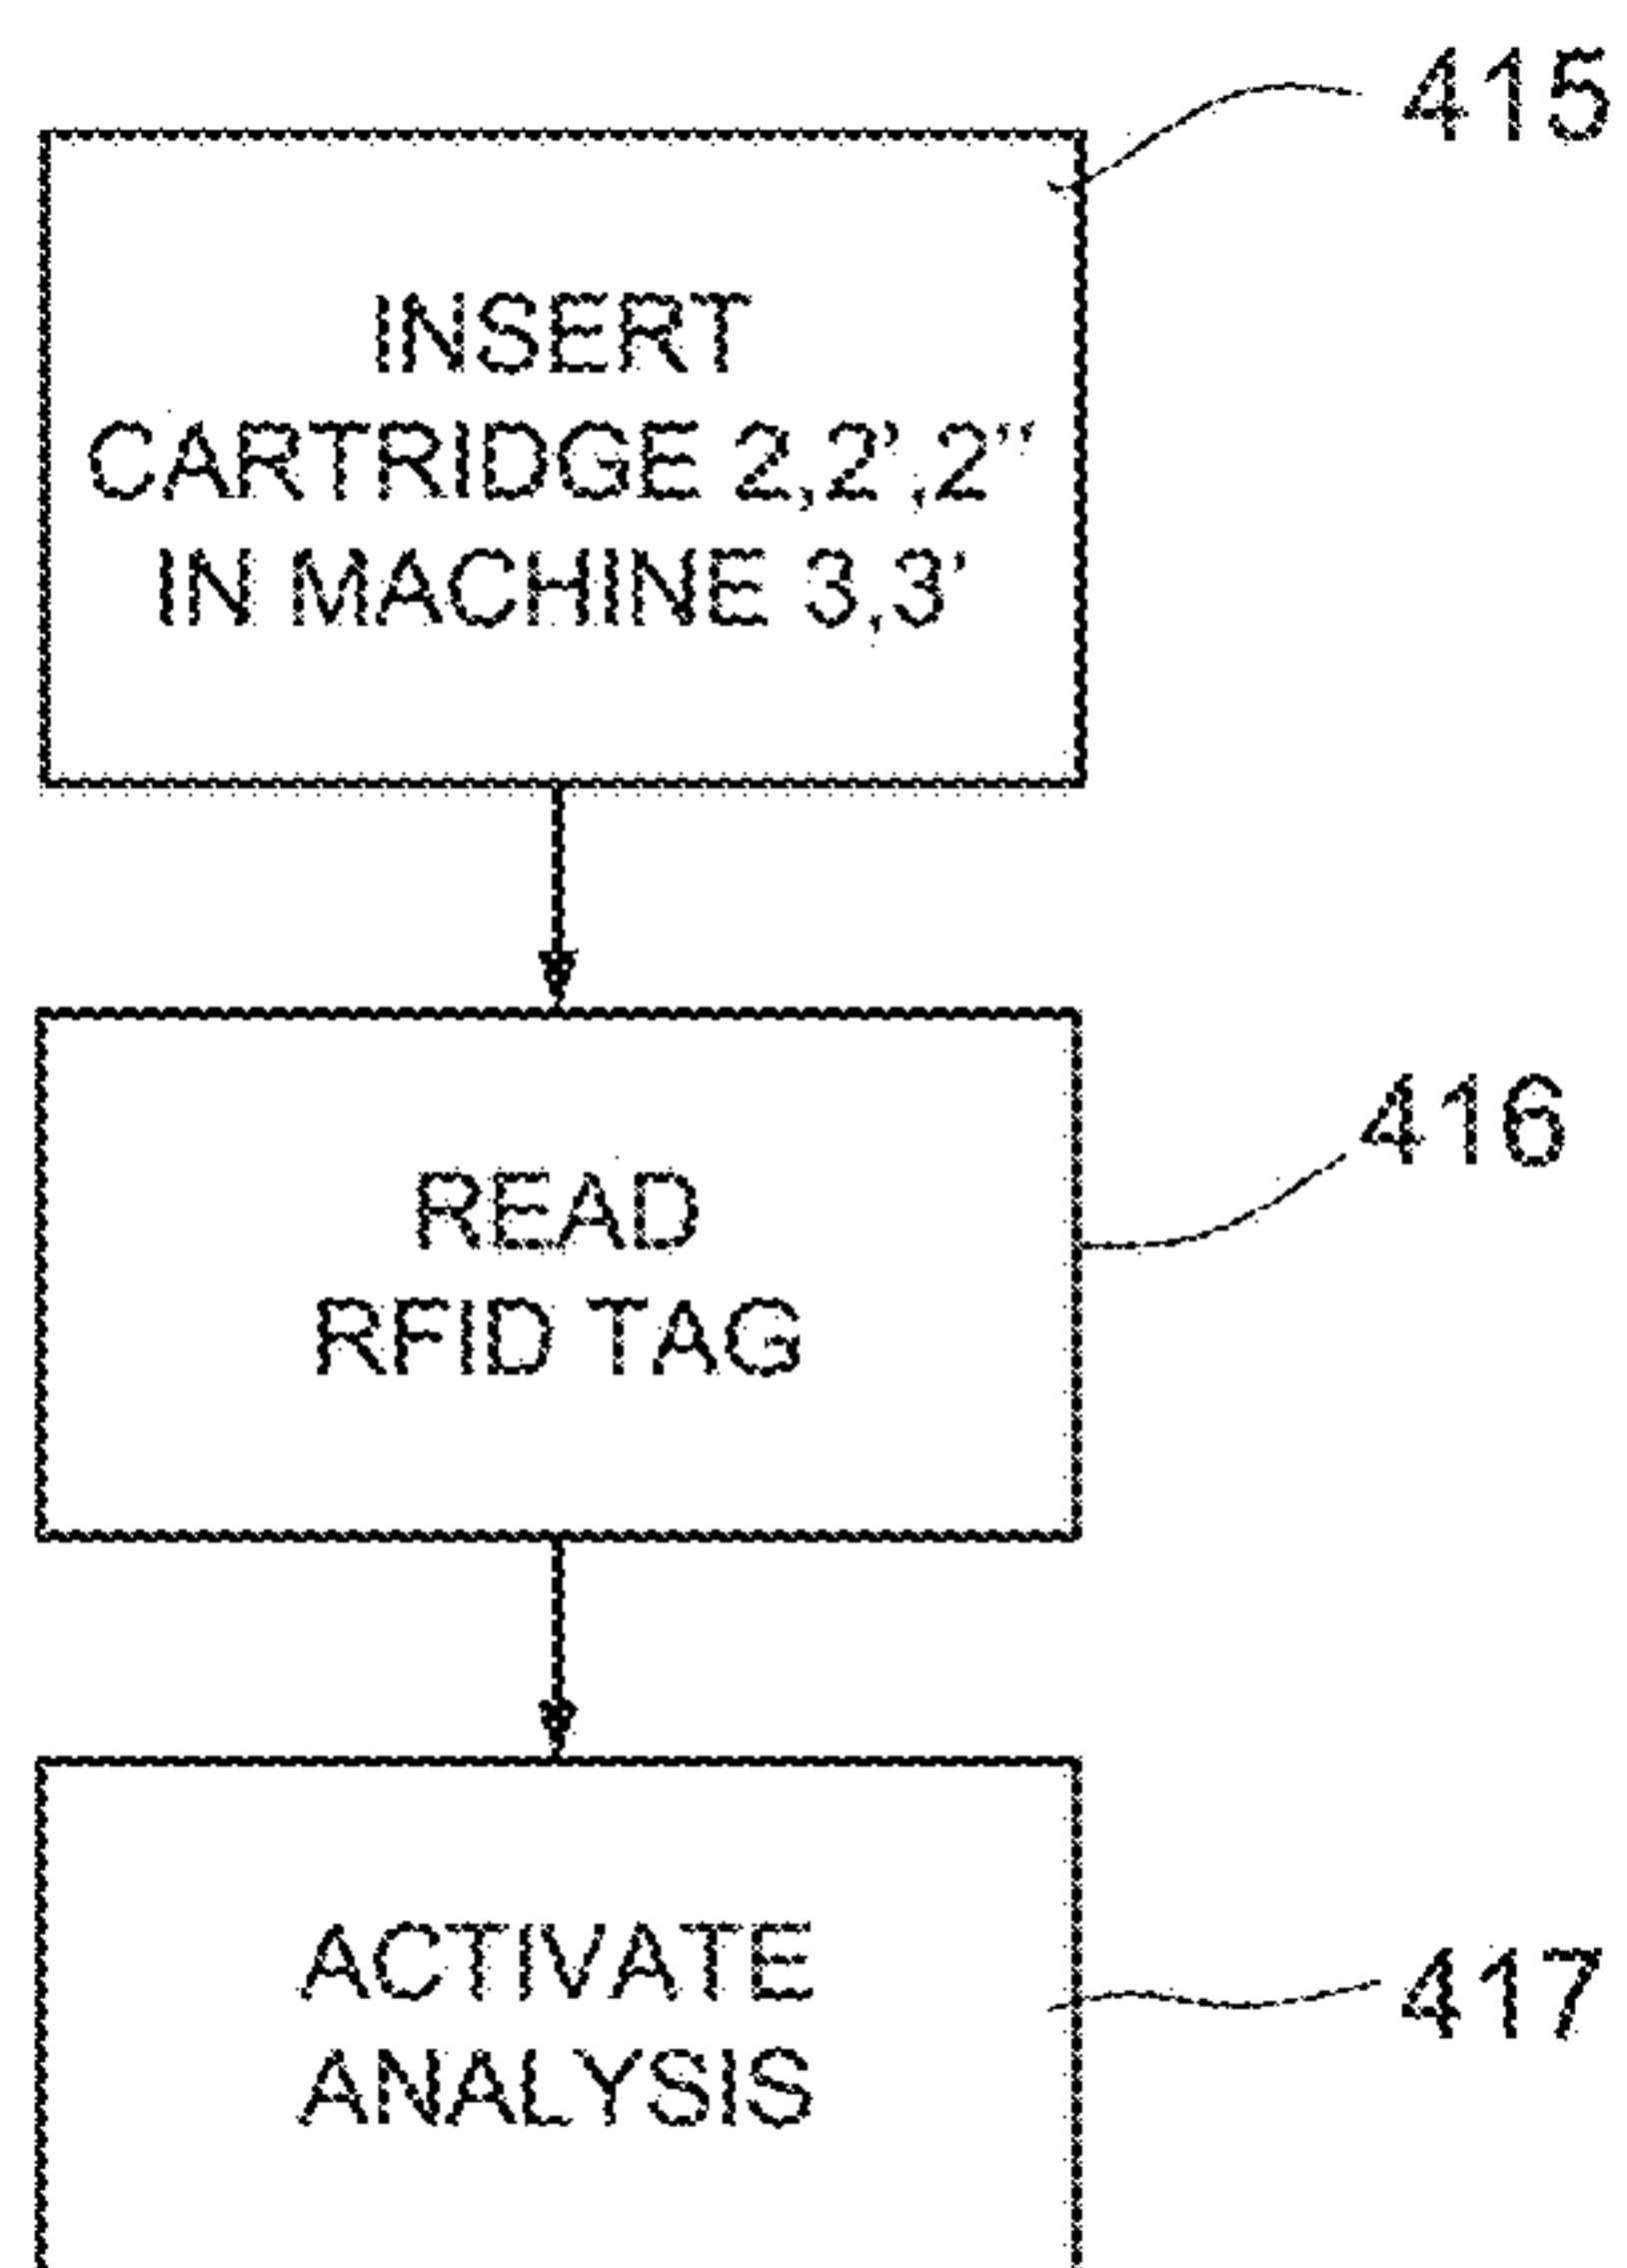 415
INSERT
CARTRIDGE 2,2',2''
IN MACHINE 3,3'
416
READ
RFID TAG
ACTIVATE
417
ANALYSIS